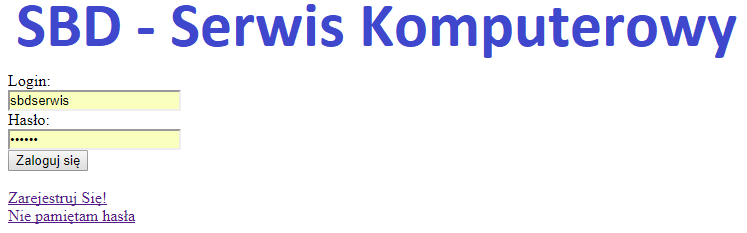 SBD - Serwis Komputerowy
Login:
sbdserwis
Hasło:
••••••
Zaloguj się
Zarejestruj Się!
Nie pamiętam hasła